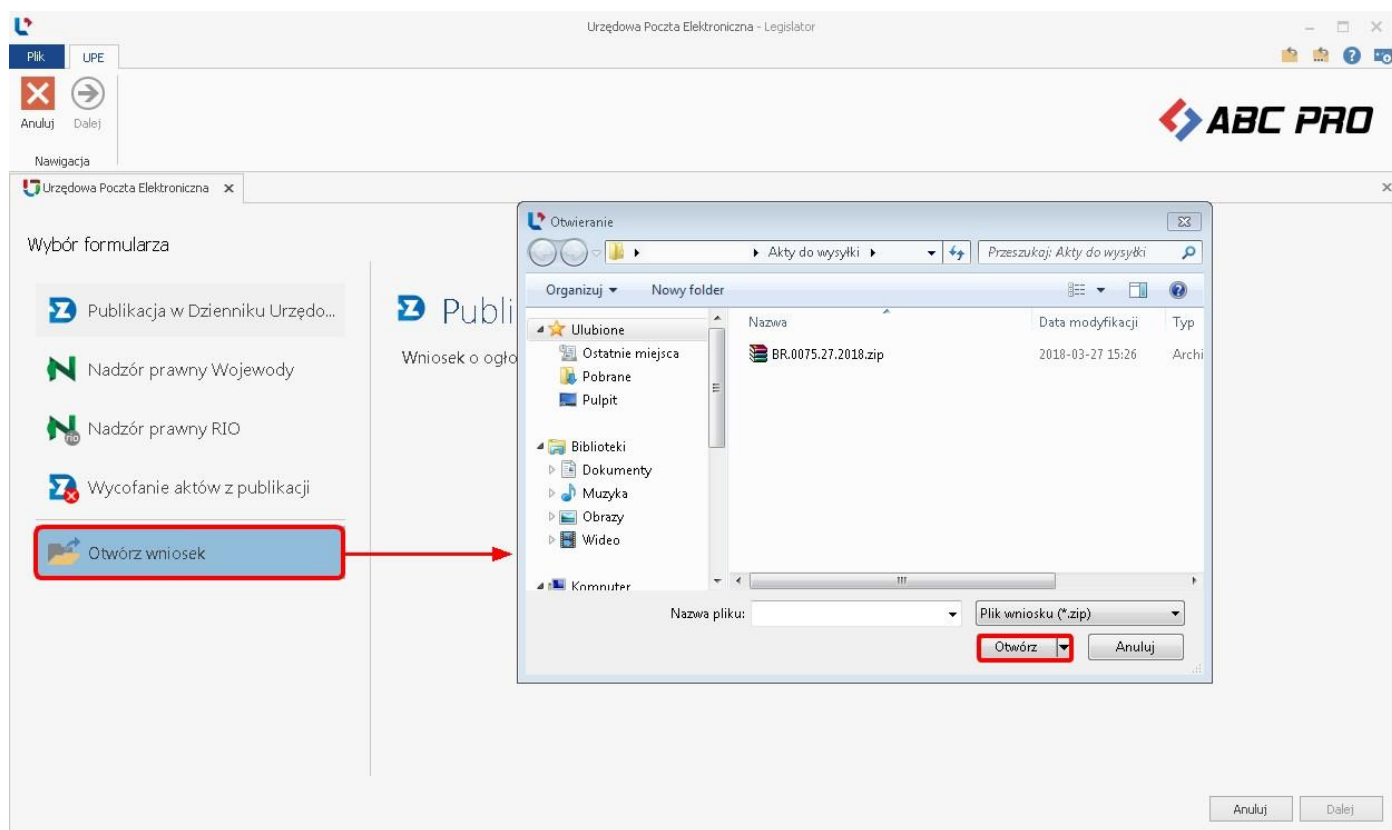 Urzędowa Poczta Elektroniczna - Legislator
Plik UPE
Anuluj Dalej
Nawigacja
ABC PRO
Urzędowa Poczta Elektroniczna
Wybór formularza
Publikacja w Dzienniku Urzędo...
Nadzór prawny Wojewody
Nadzór prawny RIO
rio
Wycofanie aktów z publikacji
Otwórz wniosek
Publi
Wniosek o ogło
Otwieranie
Akty do wysyłki
Przeszukaj: Akty do wysyłki
Organizuj Nowy folder
Ulubione
Ostatnie miejsca
Pobrane
Pulpit
Biblioteki
Dokumenty
Muzyka
Obrazy
Wideo
Komputer
Nazwa Data modyfikacji Typ
BR.0075.27.2018.zip 2018-03-27 15:26 Archi
Nazwa pliku: Plik wniosku (*.zip)
Otwórz Anuluj
Anuluj Dalej